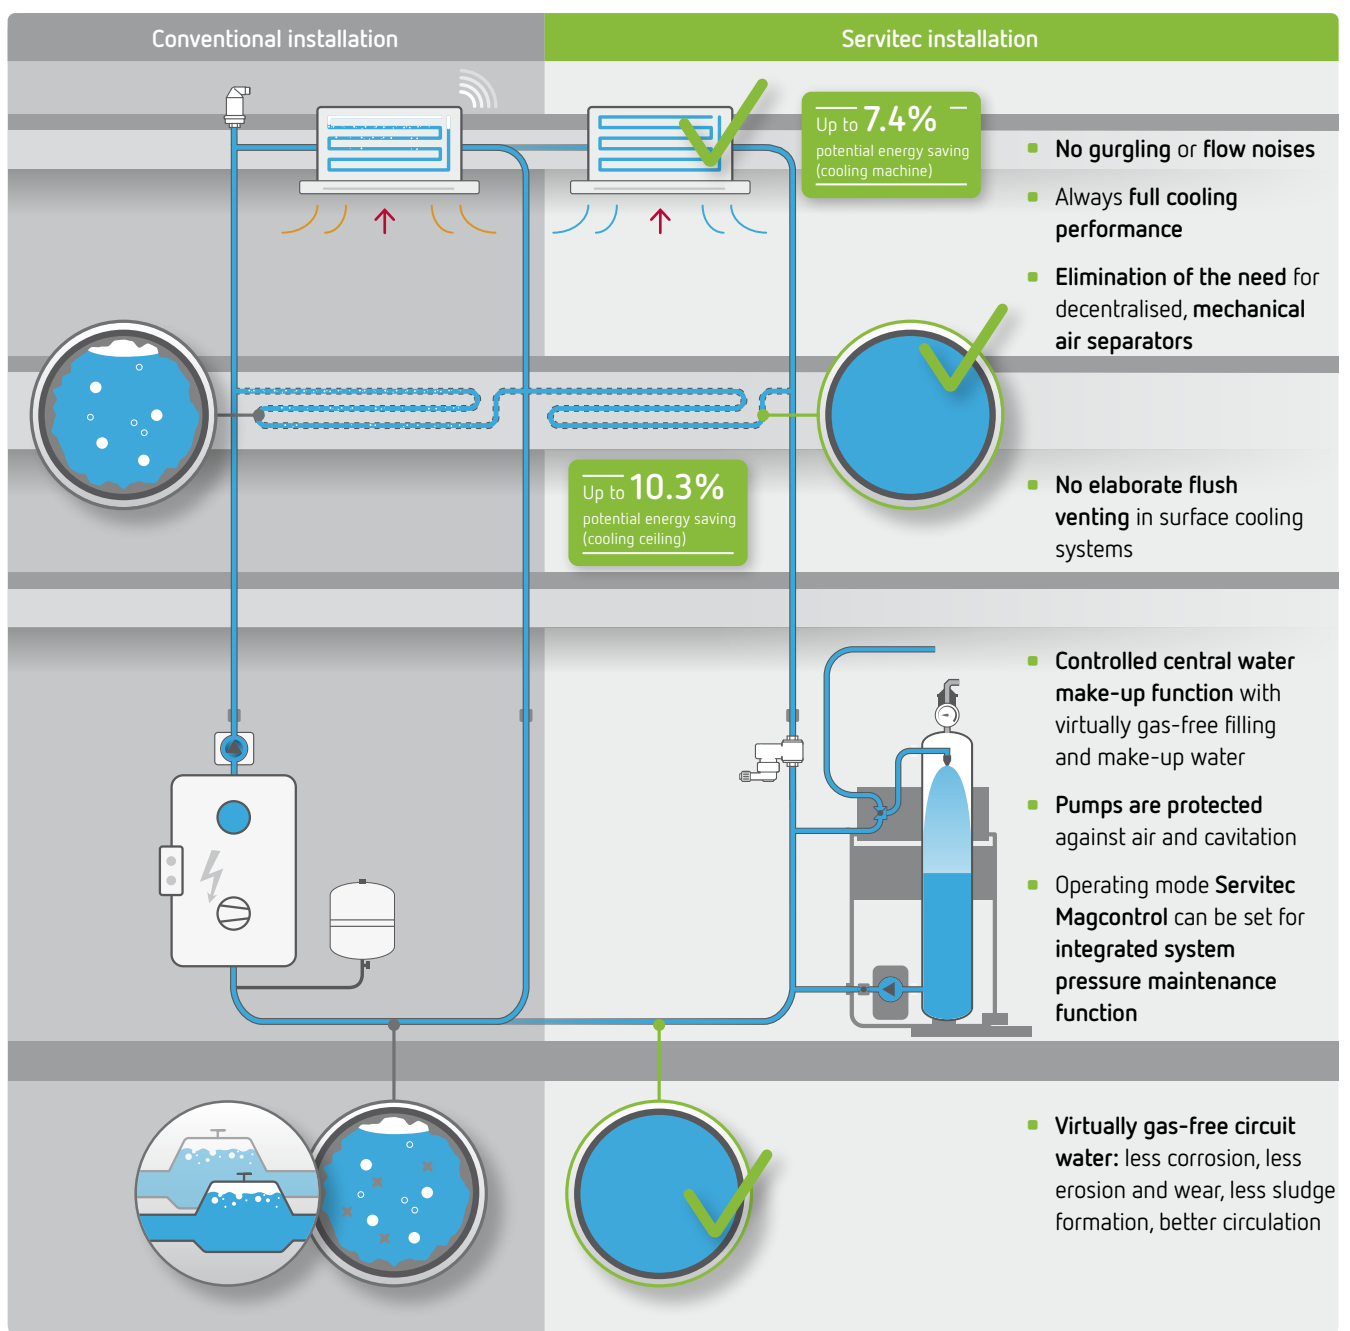 Conventional installation
Servitec installation
Up to 7.4%
potential energy saving
(cooling machine)
No gurgling or flow noises
Always full cooling
performance
Elimination of the need for
decentralised, mechanical
air separators
Up to 10.3%
potential energy saving
(cooling ceiling)
No elaborate flush
venting in surface cooling
systems
Controlled central water
make-up function with
virtually gas-free filling
and make-up water
Pumps are protected
against air and cavitation
Operating mode Servitec
Magcontrol can be set for
integrated system
pressure maintenance
function
Virtually gas-free circuit
water: less corrosion, less
erosion and wear, less sludge
formation, better circulation